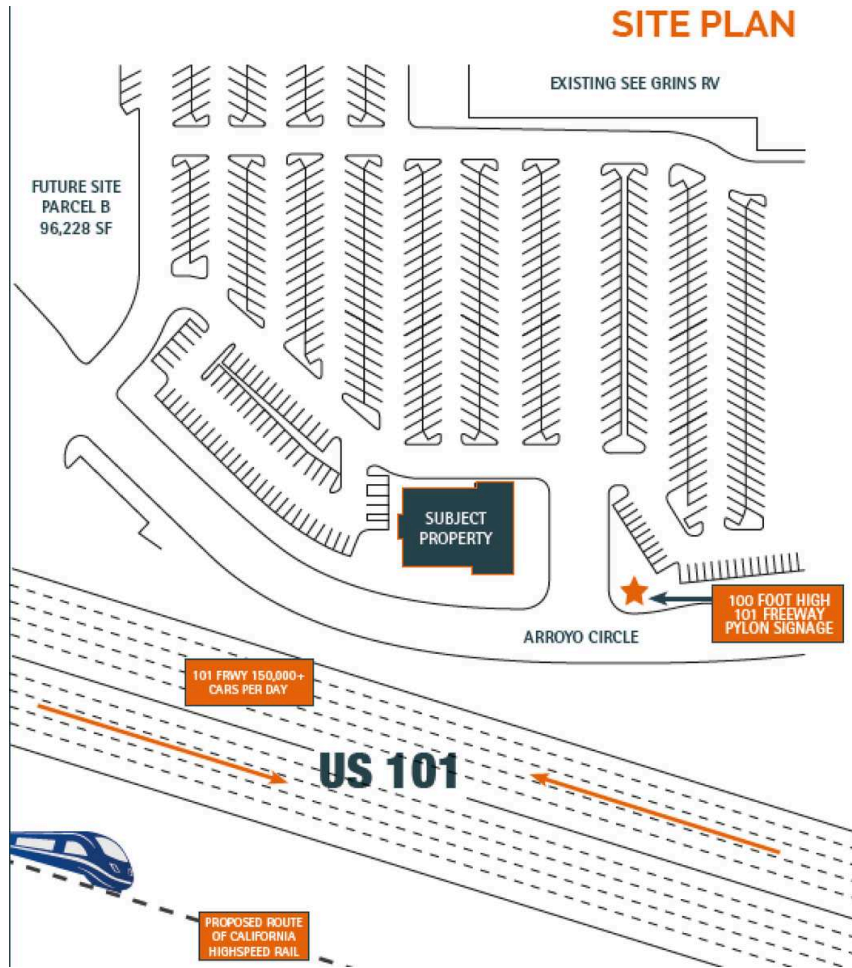 SITE PLAN
EXISTING SEE GRINS RV
FUTURE SITE
PARCEL B
96,228 SF
SUBJECT
PROPERTY
100 FOOT HIGH
101 FREEWAY
PYLON SIGNAGE
ARROYO CIRCLE
101 FRWY 150,000+
CARS PER DAY
US 101
PROPOSED ROUTE
OF CALIFORNIA
HIGHSPEED RAIL